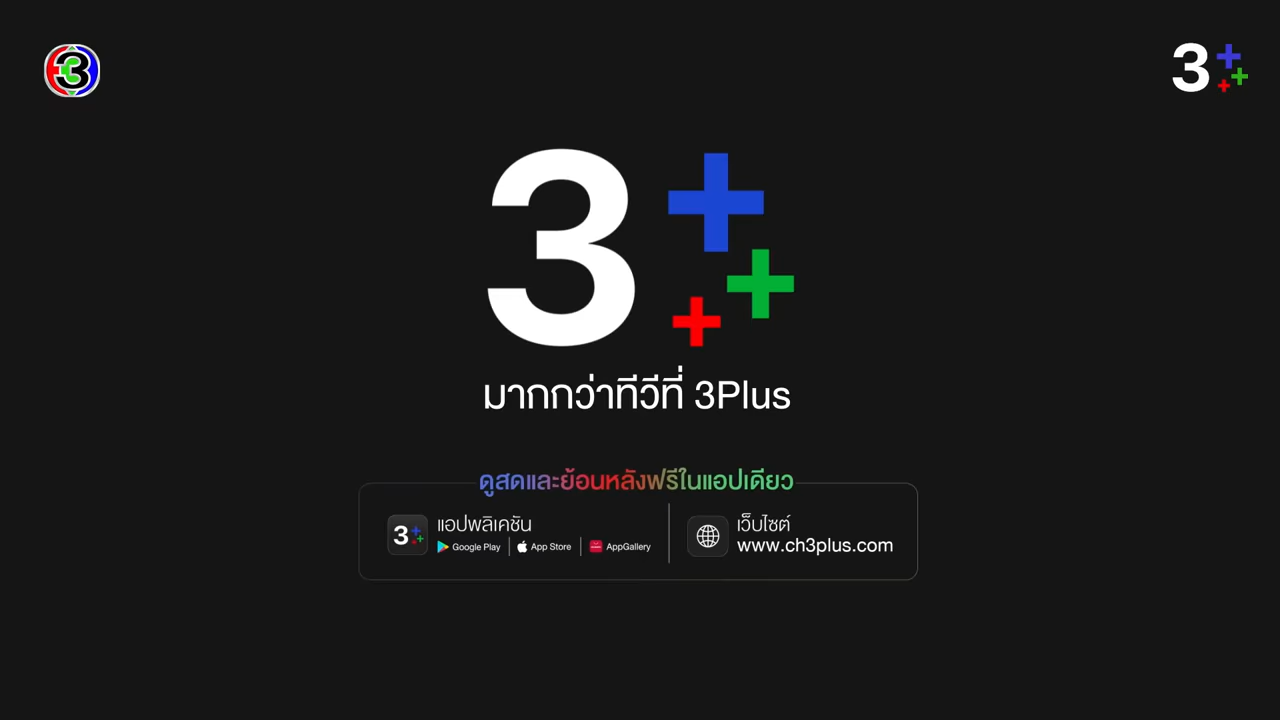 3
3
3
มากกว่าทีวีที่ 3Plus
ดูสดและย้อนหลังฟรีในแอปเดียว
3
แอปพลิเคชัน
Google Play | App Store | AppGallery
เว็บไซต์
www.ch3plus.com